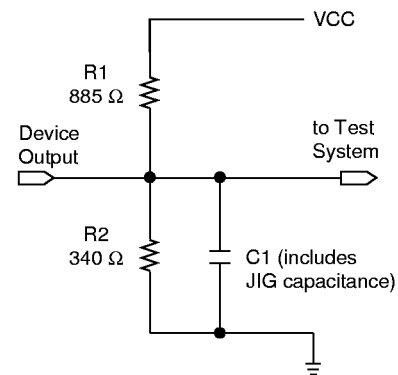 VCC
R1
885 Ω
Device
Output
to Test
System
R2
340 Ω
C1 (includes
JIG capacitance)